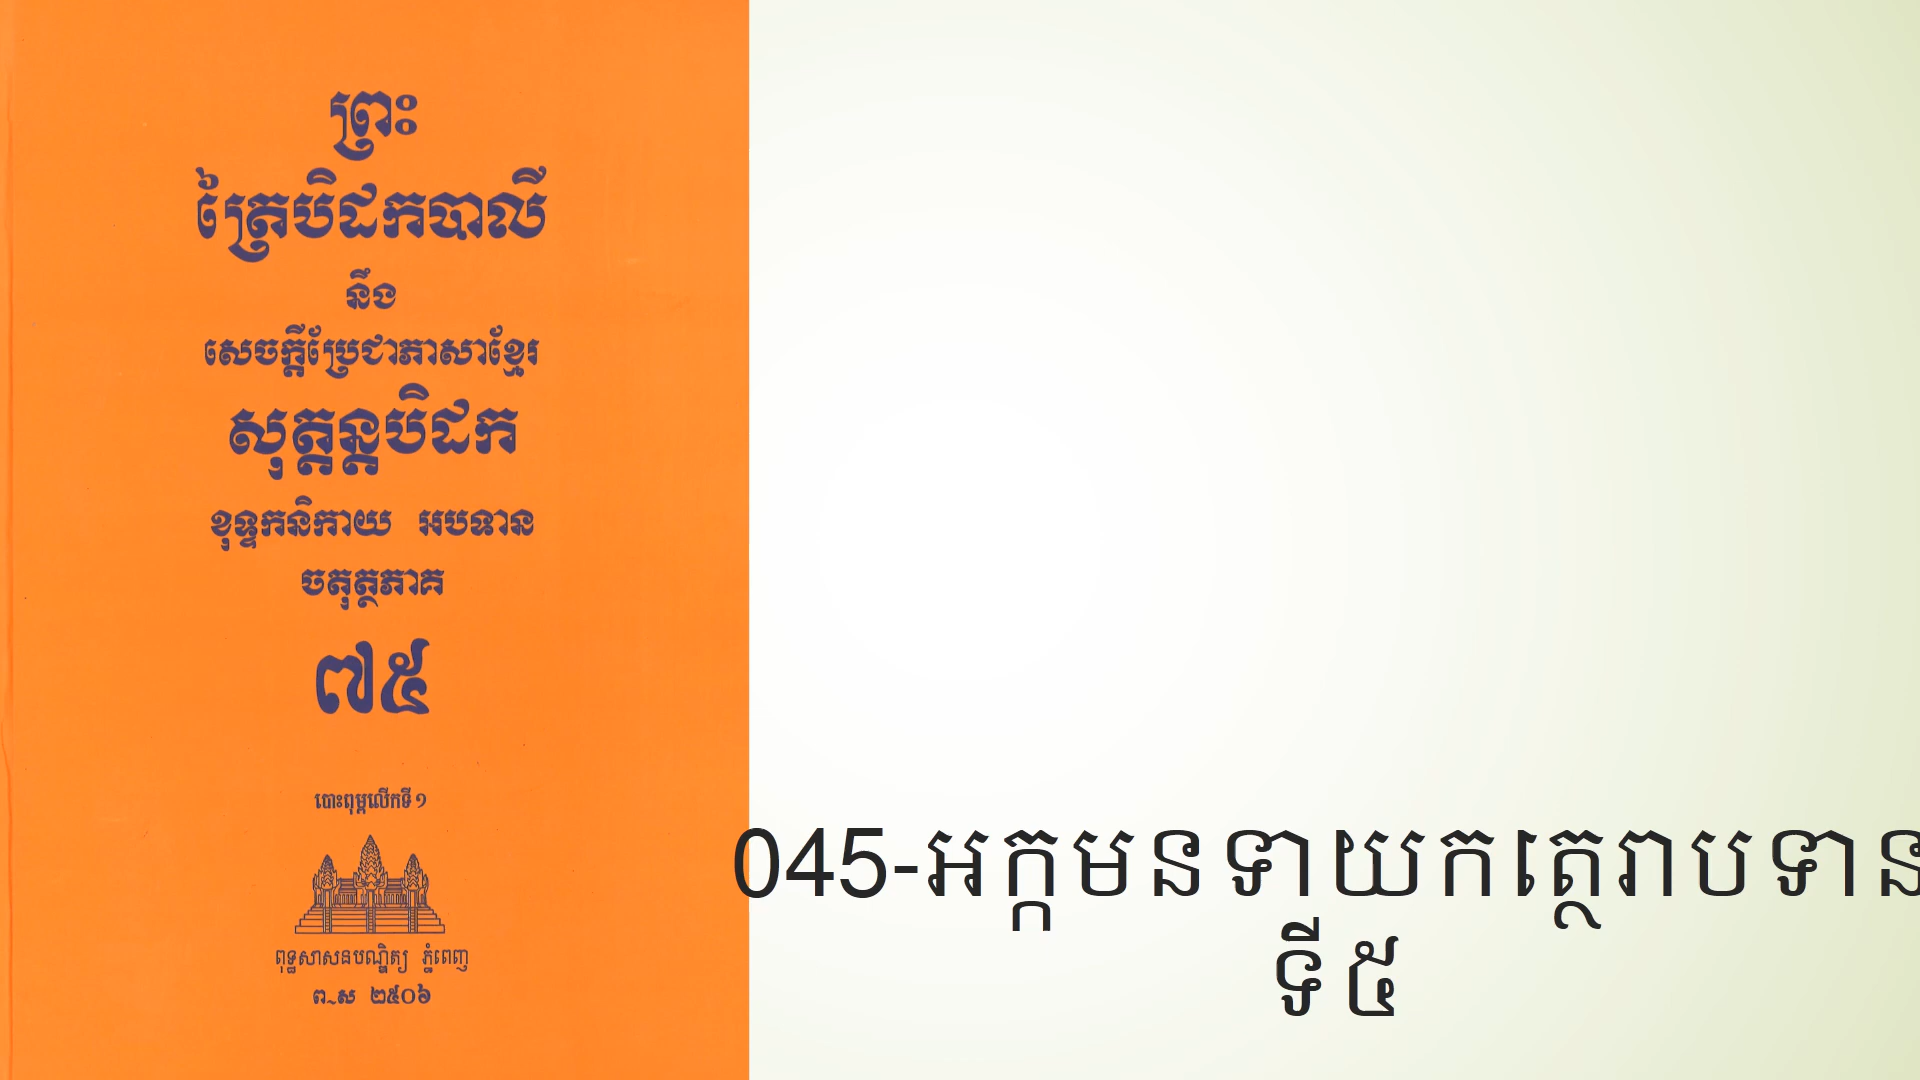 ព្រះ
ត្រៃបិដកបាលី
នឹង
សេចក្តីប្រែជាភាសាខ្មែរ
សុត្តន្តបិដក
ខុទ្ទកនិកាយ អបទាន
ចតុត្ថភាគ
៧៥
បោះពុម្ពលើកទី១
ពុទ្ធសាសនបណ្ឌិត្យ ភ្នំពេញ
ព~ស ២៥០៦
045-អក្កមនទាយកត្ថេរាបទាន
ទី៥